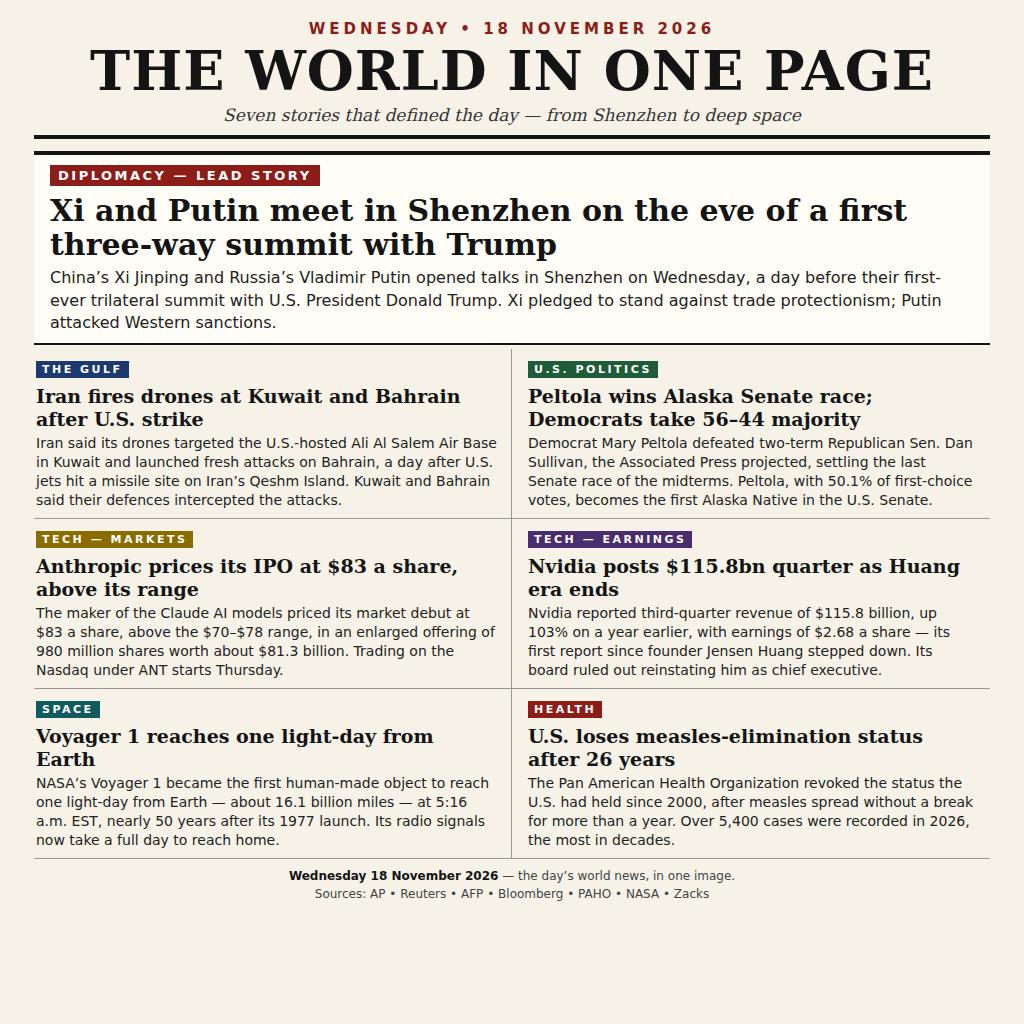 WEDNESDAY • 18 NOVEMBER 2026
THE WORLD IN ONE PAGE
Seven stories that defined the day — from Shenzhen to deep space
DIPLOMACY — LEAD STORY
Xi and Putin meet in Shenzhen on the eve of a first
three-way summit with Trump
China’s Xi Jinping and Russia’s Vladimir Putin opened talks in Shenzhen on Wednesday, a day before their first-
ever trilateral summit with U.S. President Donald Trump. Xi pledged to stand against trade protectionism; Putin
attacked Western sanctions.
THE GULF
Iran fires drones at Kuwait and Bahrain
after U.S. strike
Iran said its drones targeted the U.S.-hosted Ali Al Salem Air Base
in Kuwait and launched fresh attacks on Bahrain, a day after U.S.
jets hit a missile site on Iran’s Qeshm Island. Kuwait and Bahrain
said their defences intercepted the attacks.
U.S. POLITICS
Peltola wins Alaska Senate race;
Democrats take 56–44 majority
Democrat Mary Peltola defeated two-term Republican Sen. Dan
Sullivan, the Associated Press projected, settling the last
Senate race of the midterms. Peltola, with 50.1% of first-choice
votes, becomes the first Alaska Native in the U.S. Senate.
TECH — MARKETS
Anthropic prices its IPO at $83 a share,
above its range
The maker of the Claude AI models priced its market debut at
$83 a share, above the $70–$78 range, in an enlarged offering of
980 million shares worth about $81.3 billion. Trading on the
Nasdaq under ANT starts Thursday.
TECH — EARNINGS
Nvidia posts $115.8bn quarter as Huang
era ends
Nvidia reported third-quarter revenue of $115.8 billion, up
103% on a year earlier, with earnings of $2.68 a share — its
first report since founder Jensen Huang stepped down. Its
board ruled out reinstating him as chief executive.
SPACE
Voyager 1 reaches one light-day from
Earth
NASA’s Voyager 1 became the first human-made object to reach
one light-day from Earth — about 16.1 billion miles — at 5:16
a.m. EST, nearly 50 years after its 1977 launch. Its radio signals
now take a full day to reach home.
HEALTH
U.S. loses measles-elimination status
after 26 years
The Pan American Health Organization revoked the status the
U.S. had held since 2000, after measles spread without a break
for more than a year. Over 5,400 cases were recorded in 2026,
the most in decades.
Wednesday 18 November 2026 — the day’s world news, in one image.
Sources: AP • Reuters • AFP • Bloomberg • PAHO • NASA • Zacks